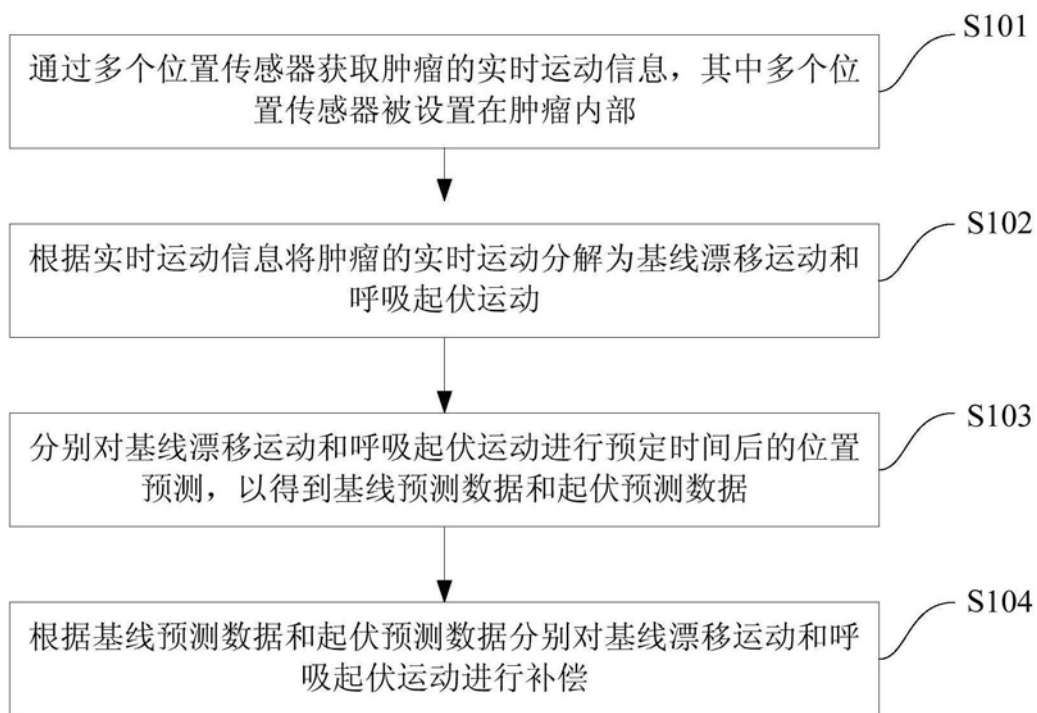 S101
通过多个位置传感器获取肿瘤的实时运动信息，其中多个位
置传感器被设置在肿瘤内部
S102
根据实时运动信息将肿瘤的实时运动分解为基线漂移运动和
呼吸起伏运动
S103
分别对基线漂移运动和呼吸起伏运动进行预定时间后的位置
预测，以得到基线预测数据和起伏预测数据
S104
根据基线预测数据和起伏预测数据分别对基线漂移运动和呼
吸起伏运动进行补偿